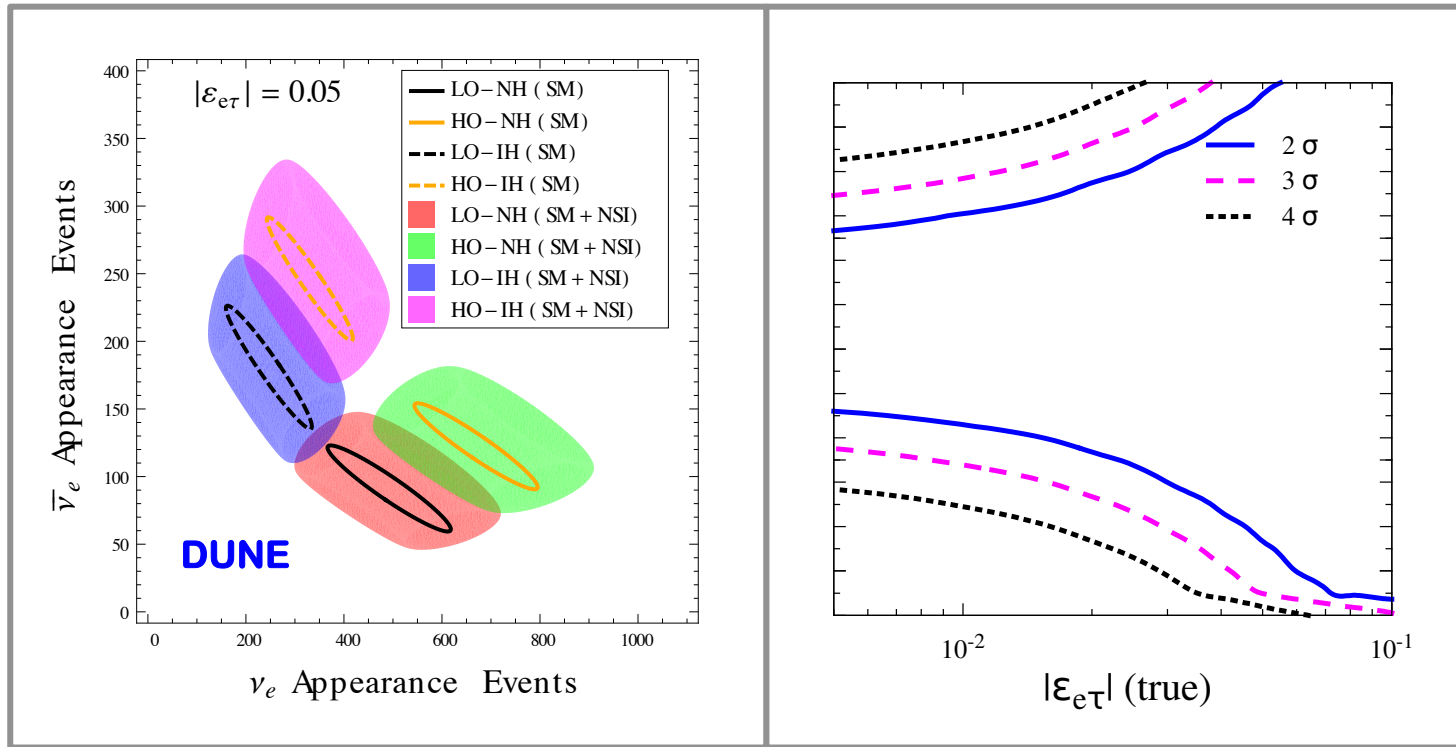 |ε_eτ| = 0.05
LO−NH ( SM)
HO−NH ( SM)
LO−IH ( SM)
HO−IH ( SM)
LO−NH ( SM + NSI)
HO−NH ( SM + NSI)
LO−IH ( SM + NSI)
HO−IH ( SM + NSI)
DUNE
400
350
300
250
200
150
100
50
0
ν̅_e Appearance Events
0
200
400
600
800
1000
ν_e Appearance Events
2 σ
3 σ
4 σ
10^-2
10^-1
|ε_eτ| (true)